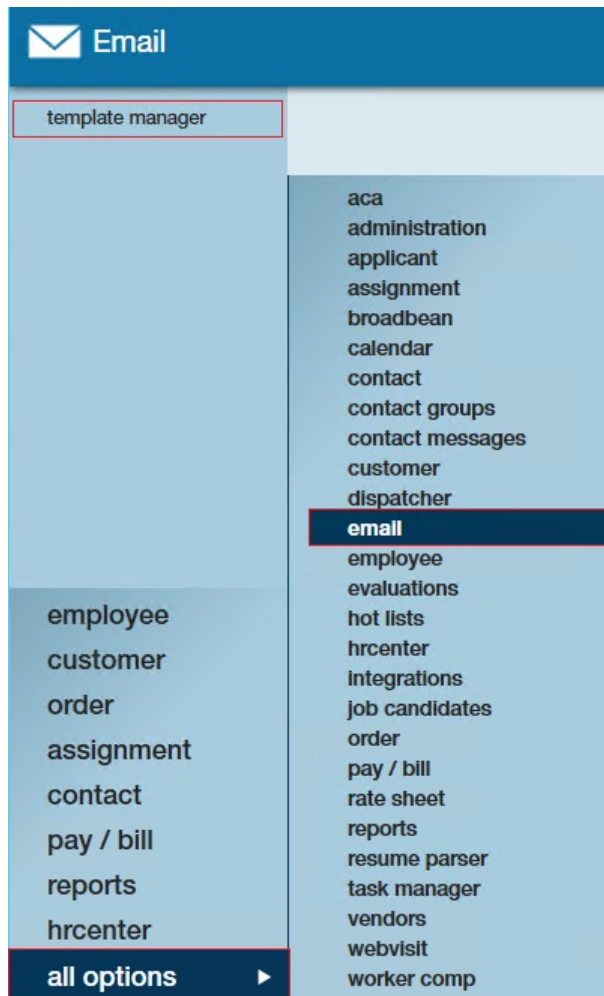 Email
template manager
employee
customer
order
assignment
contact
pay / bill
reports
hrcenter
all options
aca
administration
applicant
assignment
broadbean
calendar
contact
contact groups
contact messages
customer
dispatcher
email
employee
evaluations
hot lists
hrcenter
integrations
job candidates
order
pay / bill
rate sheet
reports
resume parser
task manager
vendors
webvisit
worker comp